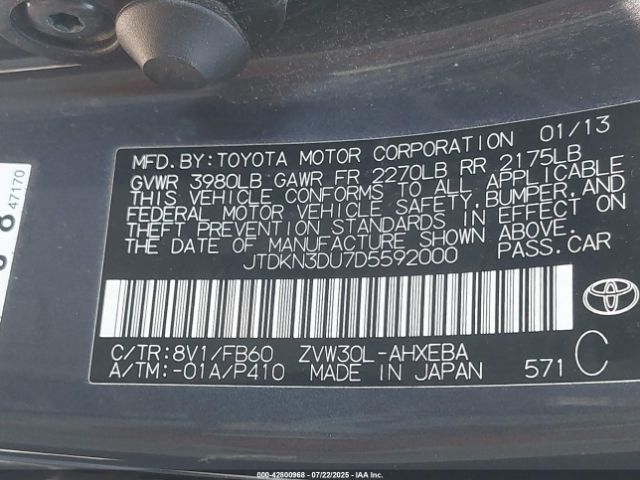 MFD. BY: TOYOTA MOTOR CORPORATION 01/13
GVWR 3980LB GAWR FR 2270LB RR 2175LB
THIS VEHICLE CONFORMS TO ALL APPLICABLE
FEDERAL MOTOR VEHICLE SAFETY, BUMPER, AND
THEFT PREVENTION STANDARDS IN EFFECT ON
THE DATE OF MANUFACTURE SHOWN ABOVE.
JTDKN3DU7D5592000 PASS. CAR
C/TR:8V1/FB60 ZVW30L-AHXEBA
A/TM:-01A/P410 MADE IN JAPAN 571 C
47170
000-42800968 - 07/22/2025 - IAAI, Inc.